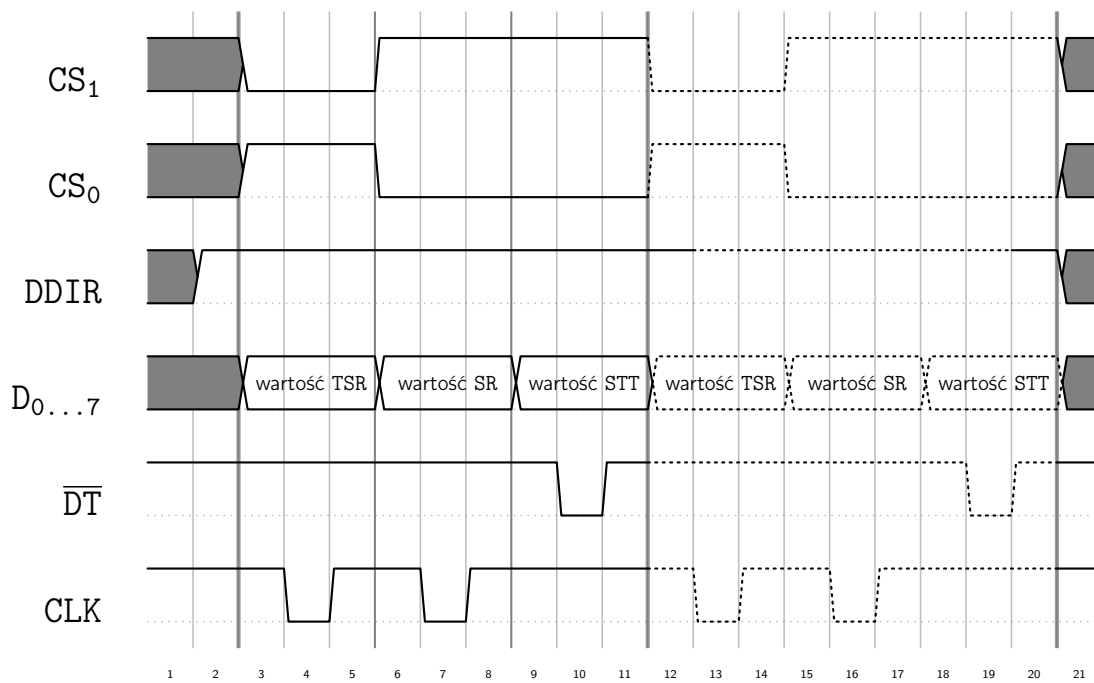 CS₁
CS₀
DDIR
D₀...₇ wartość TSR wartość SR wartość STT wartość TSR wartość SR wartość STT
D̅T̅
CLK
1 2 3 4 5 6 7 8 9 10 11 12 13 14 15 16 17 18 19 20 21